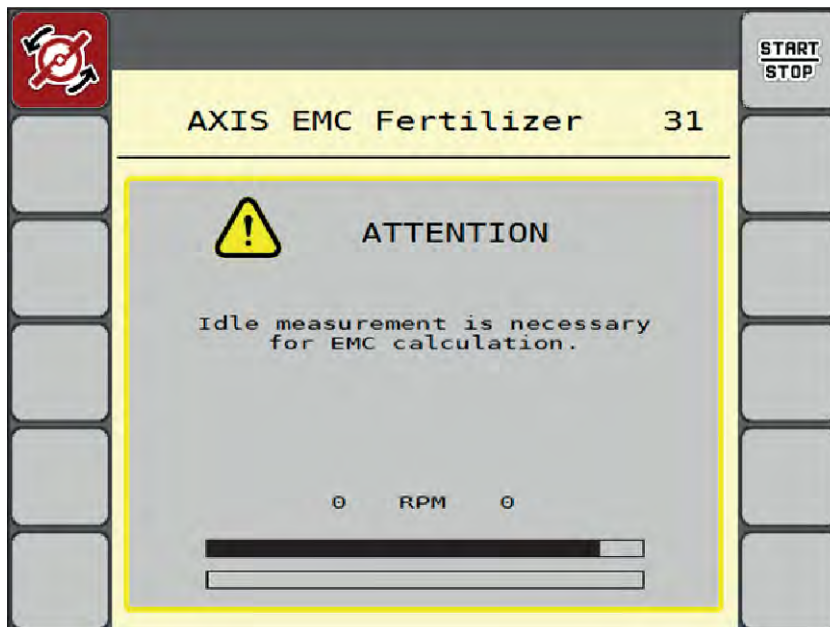 START
STOP
AXIS EMC Fertilizer 31
!
ATTENTION
Idle measurement is necessary
for EMC calculation.
0 RPM 0